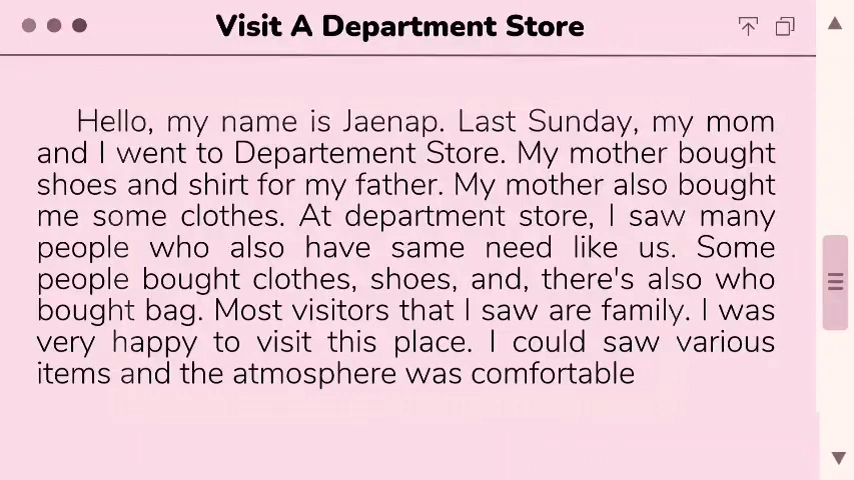 Visit A Department Store
Hello, my name is Jaenap. Last Sunday, my mom
and I went to Departement Store. My mother bought
shoes and shirt for my father. My mother also bought
me some clothes. At department store, I saw many
people who also have same need like us. Some
people bought clothes, shoes, and, there's also who
bought bag. Most visitors that I saw are family. I was
very happy to visit this place. I could saw various
items and the atmosphere was comfortable